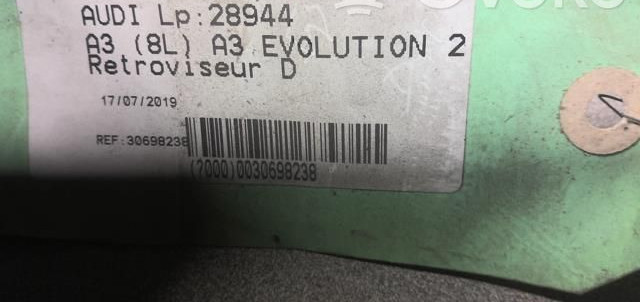 AUDI Lp:28944
A3 (8L) A3 EVOLUTION 2
Retroviseur D
17/07/2019
REF:30698238
(7000)0030698238